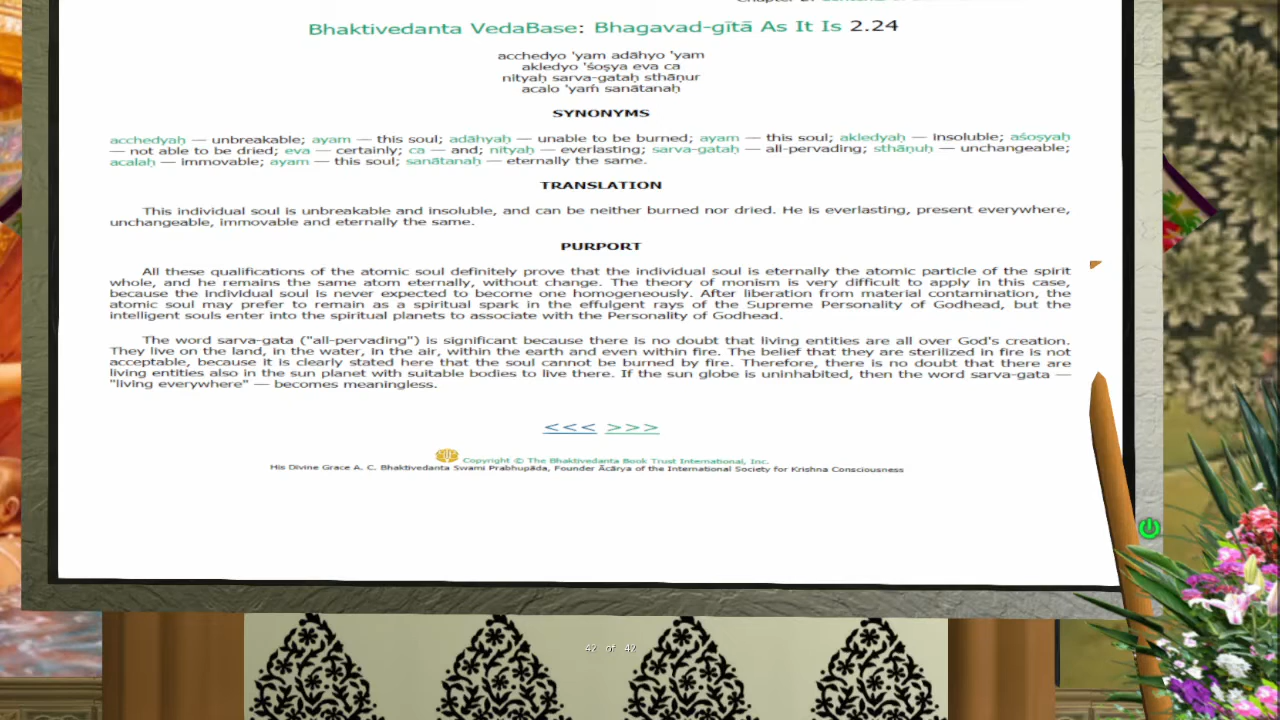 Bhaktivedanta VedaBase: Bhagavad-gītā As It Is 2.24
acchedyo 'yam adāhyo 'yam
akledyo 'śoṣya eva ca
nityaḥ sarva-gataḥ sthāṇur
acalo 'yaṁ sanātanaḥ
SYNONYMS
acchedyaḥ — unbreakable; ayam — this soul; adāhyaḥ — unable to be burned; ayam — this soul; akledyaḥ — insoluble; aśoṣyaḥ
— not able to be dried; eva — certainly; ca — and; nityaḥ — everlasting; sarva-gataḥ — all-pervading; sthāṇuḥ — unchangeable;
acalaḥ — immovable; ayam — this soul; sanātanaḥ — eternally the same.
TRANSLATION
This individual soul is unbreakable and insoluble, and can be neither burned nor dried. He is everlasting, present everywhere,
unchangeable, immovable and eternally the same.
PURPORT
All these qualifications of the atomic soul definitely prove that the individual soul is eternally the atomic particle of the spirit
whole, and he remains the same atom eternally, without change. The theory of monism is very difficult to apply in this case,
because the individual soul is never expected to become one homogeneously. After liberation from material contamination, the
atomic soul may prefer to remain as a spiritual spark in the effulgent rays of the Supreme Personality of Godhead, but the
intelligent souls enter into the spiritual planets to associate with the Personality of Godhead.
The word sarva-gata ("all-pervading") is significant because there is no doubt that living entities are all over God's creation.
They live on the land, in the water, in the air, within the earth and even within fire. The belief that they are sterilized in fire is not
acceptable, because it is clearly stated here that the soul cannot be burned by fire. Therefore, there is no doubt that there are
living entities also in the sun planet with suitable bodies to live there. If the sun globe is uninhabited, then the word sarva-gata —
"living everywhere" — becomes meaningless.
<<< >>>
Copyright © The Bhaktivedanta Book Trust International, Inc.
His Divine Grace A. C. Bhaktivedanta Swami Prabhupāda, Founder Ācārya of the International Society for Krishna Consciousness
42 of 42